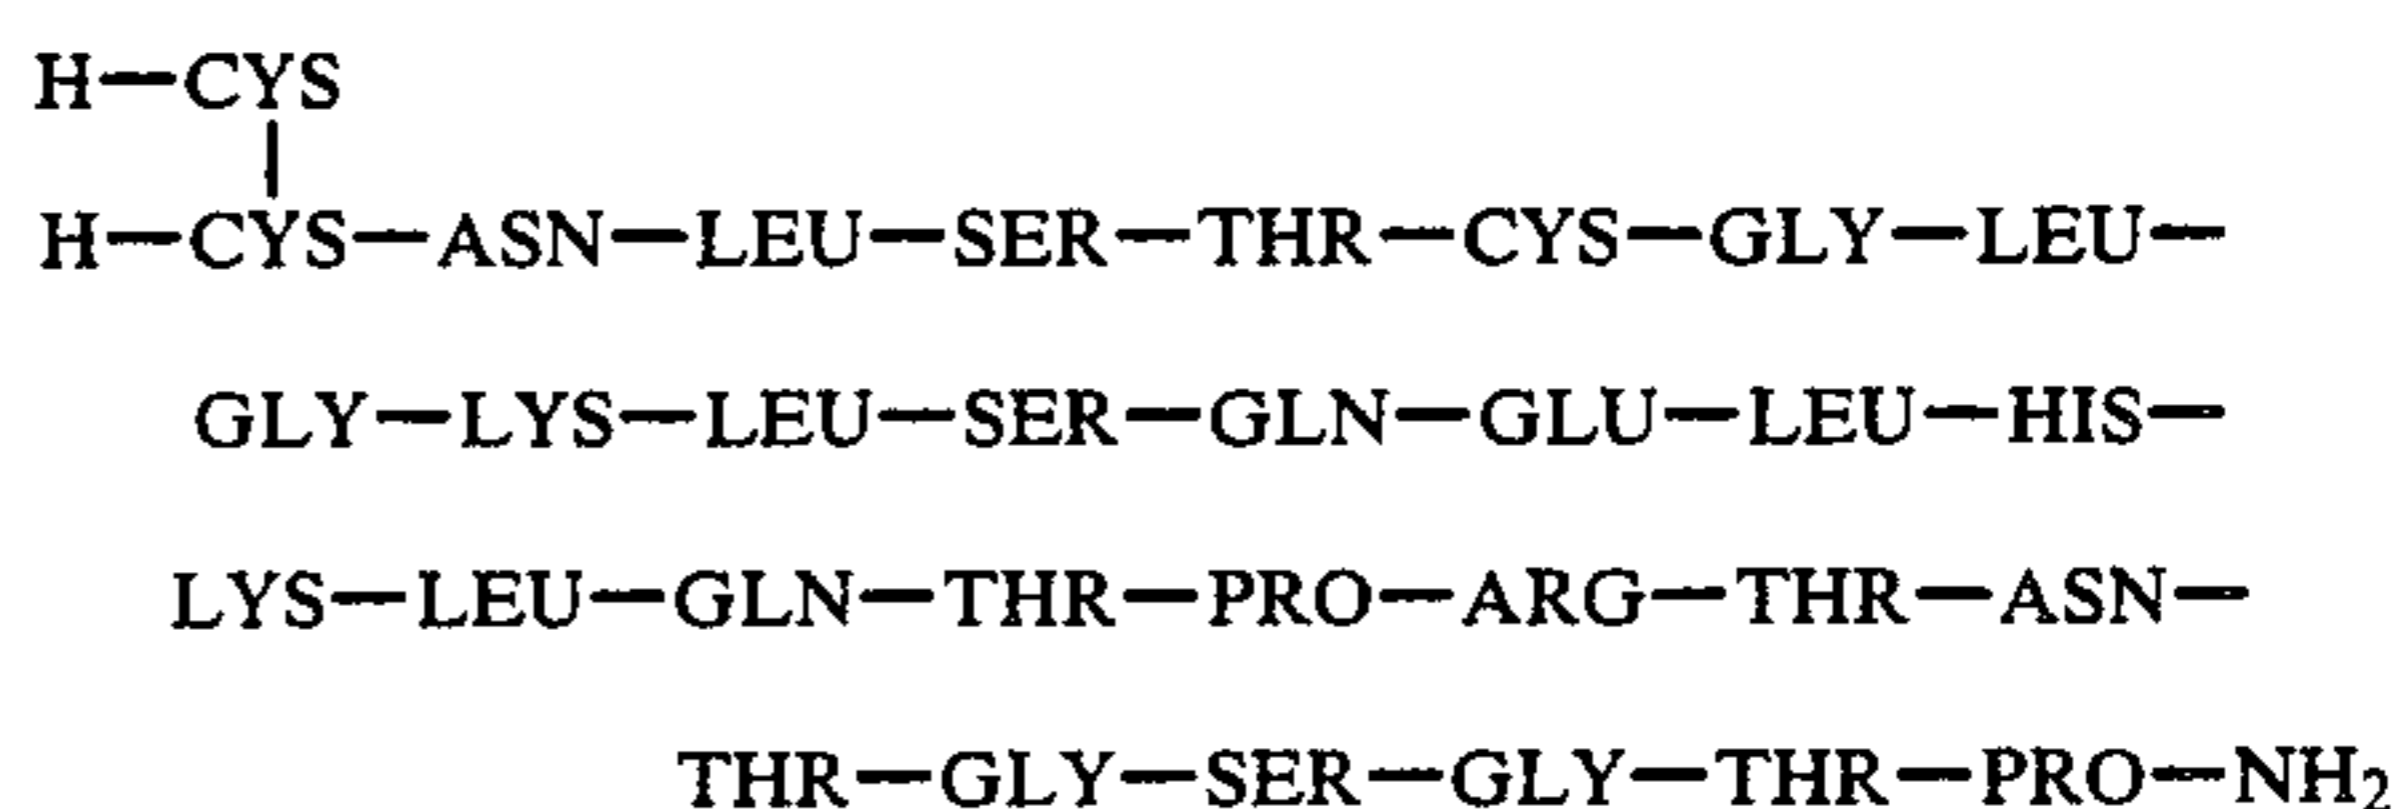 H—CYS
H—CYS—ASN—LEU—SER—THR—CYS—GLY—LEU—
GLY—LYS—LEU—SER—GLN—GLU—LEU—HIS—
LYS—LEU—GLN—THR—PRO—ARG—THR—ASN—
THR—GLY—SER—GLY—THR—PRO—NH₂